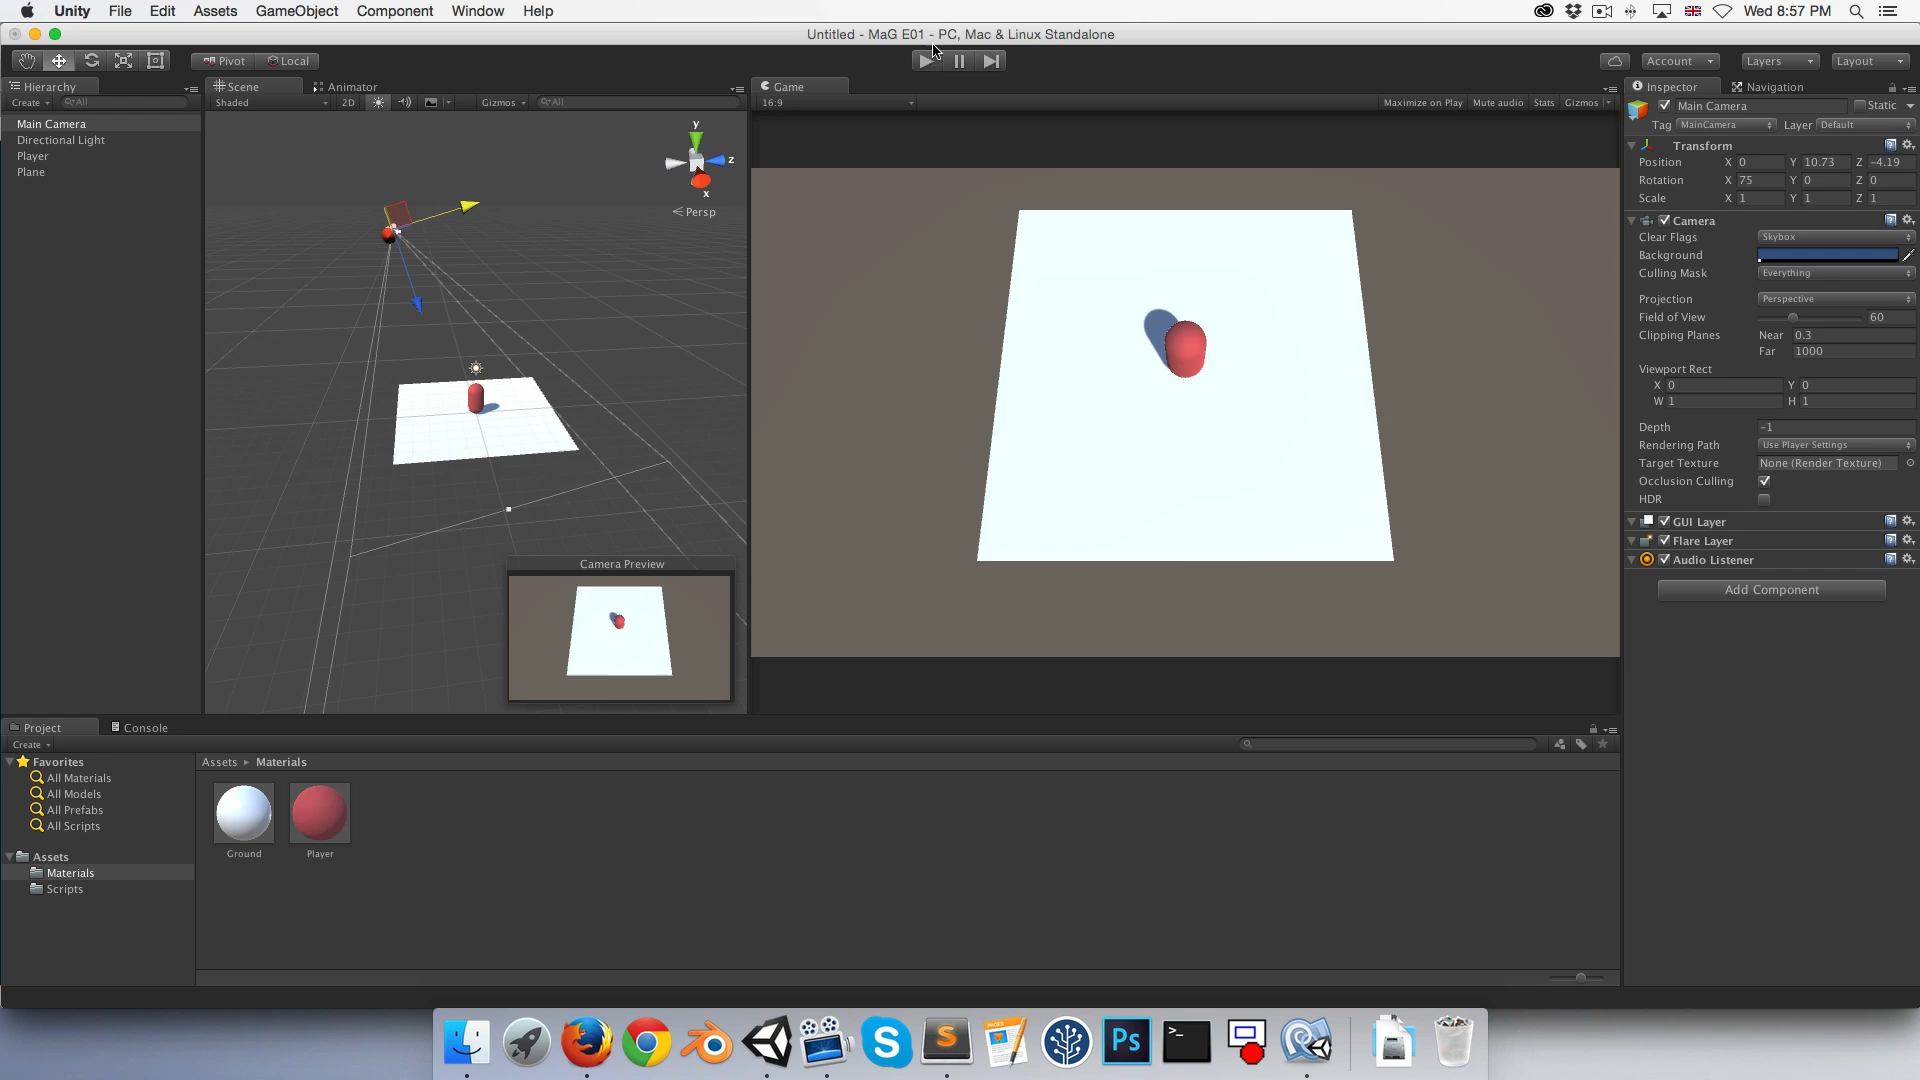 Unity File Edit Assets GameObject Component Window Help Wed 8:57 PM
Untitled - MaG E01 - PC, Mac & Linux Standalone
Pivot Local Account Layers Layout
Hierarchy Scene Animator Game Inspector Navigation
Create All Shaded 2D Gizmos All 16:9 Maximize on Play Mute audio Stats Gizmos
Main Camera
Directional Light
Player
Plane
y
z
x
Persp
Camera Preview
Main Camera Static
Tag MainCamera Layer Default
Transform
Position X 0 Y 10.73 Z -4.19
Rotation X 75 Y 0 Z 0
Scale X 1 Y 1 Z 1
Camera
Clear Flags Skybox
Background
Culling Mask Everything
Projection Perspective
Field of View 60
Clipping Planes Near 0.3
Far 1000
Viewport Rect
X 0 Y 0
W 1 H 1
Depth -1
Rendering Path Use Player Settings
Target Texture None (Render Texture)
Occlusion Culling
HDR
GUI Layer
Flare Layer
Audio Listener
Add Component
Project Console
Create
Favorites
All Materials
All Models
All Prefabs
All Scripts
Assets
Materials
Scripts
Assets Materials
Ground Player
PAGES
Ps
>_